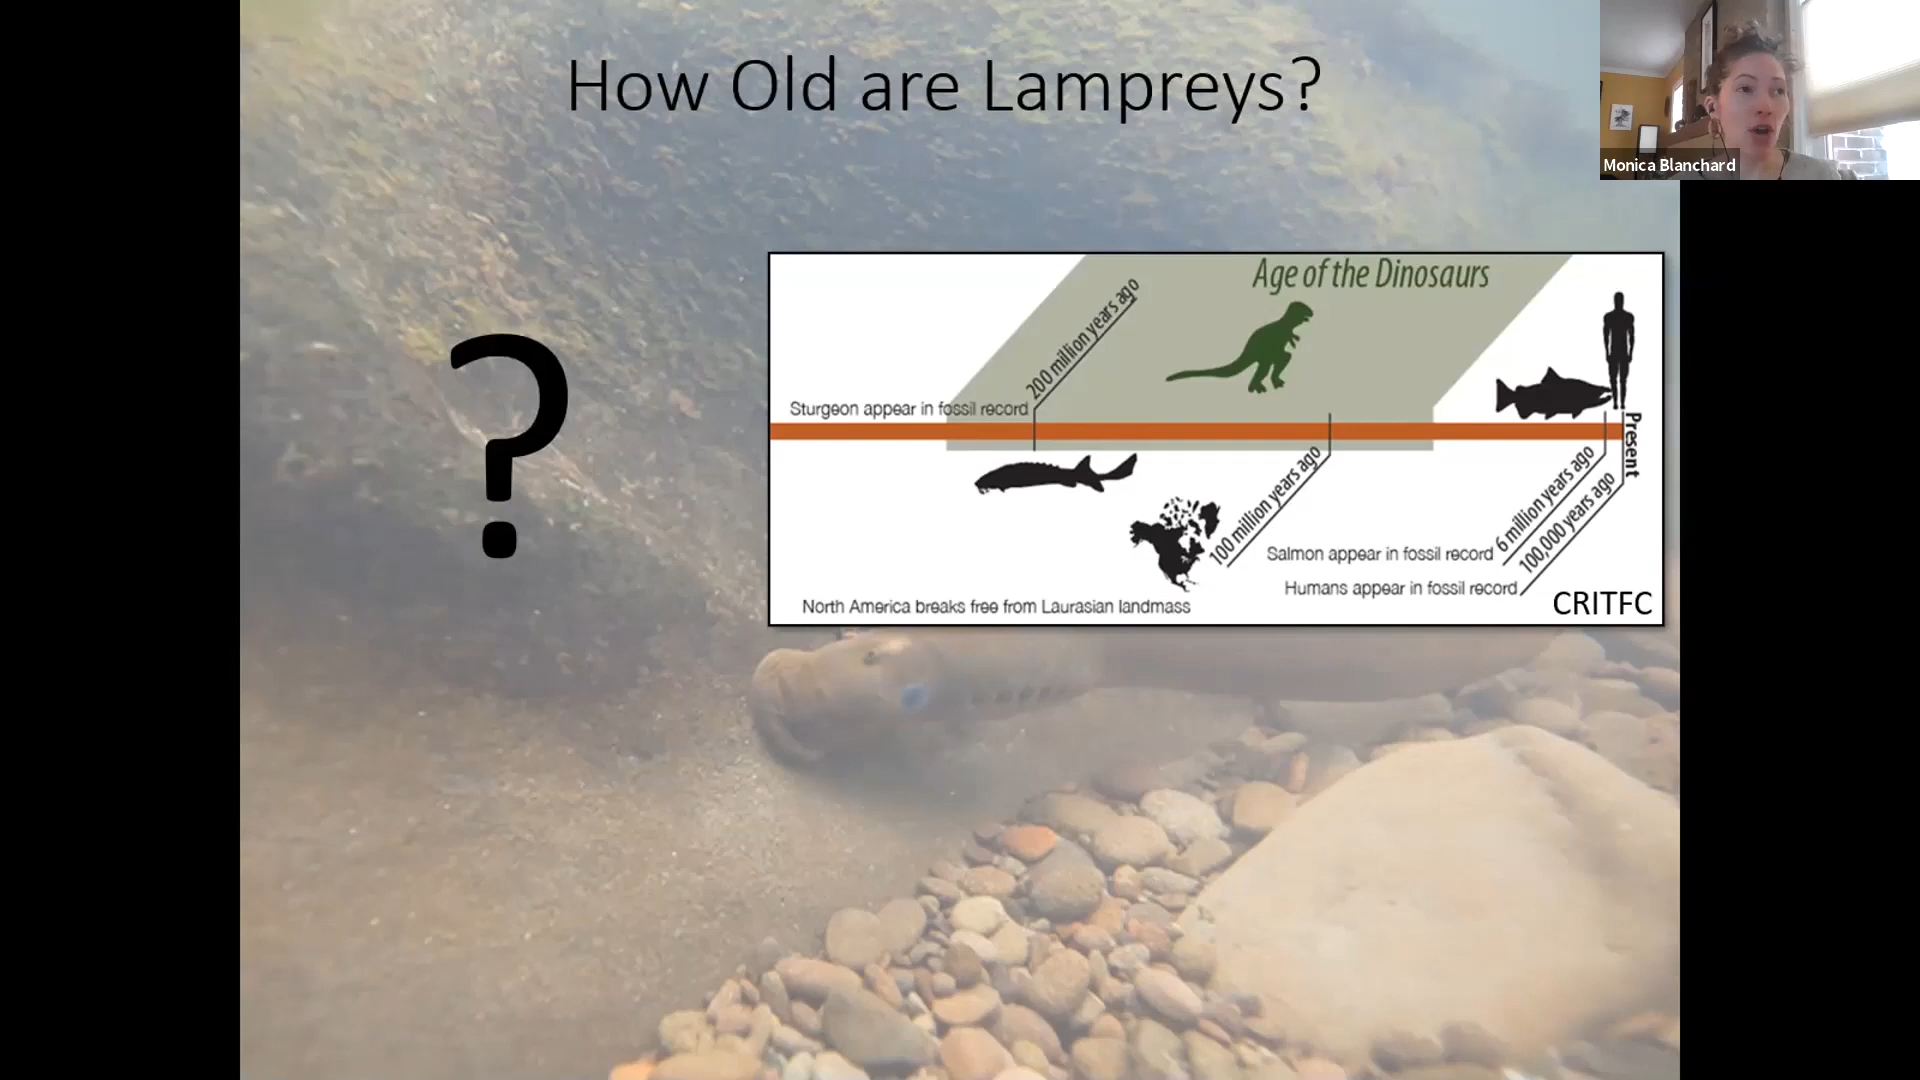 How Old are Lampreys?
Monica Blanchard
?
Age of the Dinosaurs
200 million years ago
Sturgeon appear in fossil record
Present
100 million years ago
6 million years ago
Salmon appear in fossil record
100,000 years ago
Humans appear in fossil record
North America breaks free from Laurasian landmass
CRITFC